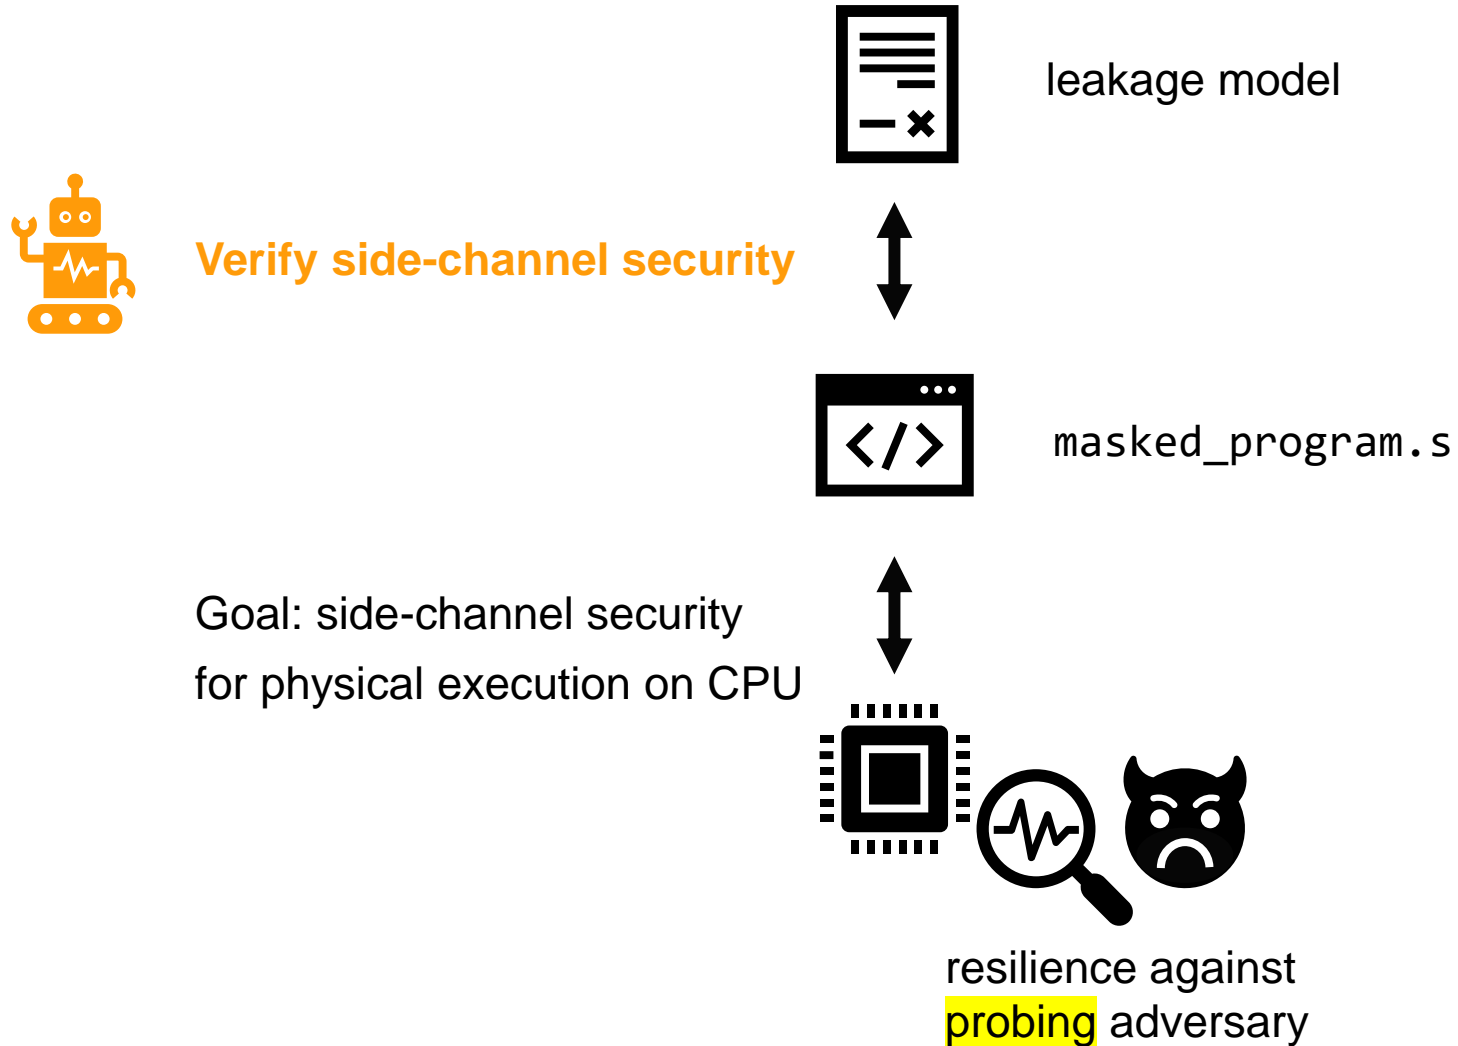 leakage model
Verify side-channel security
</>
masked_program.s
Goal: side-channel security
for physical execution on CPU
resilience against
probing adversary